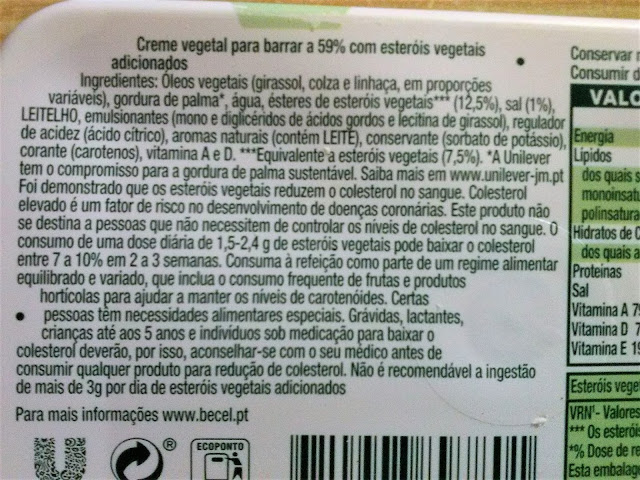 Creme vegetal para barrar a 59% com esteróis vegetais
adicionados
Ingredientes: Óleos vegetais (girassol, colza e linhaça, em proporções
variáveis), gordura de palma*, água, ésteres de esteróis vegetais*** (12,5%), sal (1%),
LEITELHO, emulsionantes (mono e diglicéridos de ácidos gordos e lecitina de girassol), regulador
de acidez (ácido cítrico), aromas naturais (contém LEITE), conservante (sorbato de potássio),
corante (carotenos), vitamina A e D. ***Equivalente a esteróis vegetais (7,5%). *A Unilever
tem o compromisso para a gordura de palma sustentável. Saiba mais em www.unilever-jm.pt
Foi demonstrado que os esteróis vegetais reduzem o colesterol no sangue. Colesterol
elevado é um fator de risco no desenvolvimento de doenças coronárias. Este produto não
se destina a pessoas que não necessitem de controlar os níveis de colesterol no sangue. O
consumo de uma dose diária de 1,5-2,4 g de esteróis vegetais pode baixar o colesterol
entre 7 a 10% em 2 a 3 semanas. Consuma à refeição como parte de um regime alimentar
equilibrado e variado, que inclua o consumo frequente de frutas e produtos
hortícolas para ajudar a manter os níveis de carotenóides. Certas
pessoas têm necessidades alimentares especiais. Grávidas, lactantes,
crianças até aos 5 anos e indivíduos sob medicação para baixar o
colesterol deverão, por isso, aconselhar-se com o seu médico antes de
consumir qualquer produto para redução de colesterol. Não é recomendável a ingestão
de mais de 3g por dia de esteróis vegetais adicionados
Para mais informações www.becel.pt
®
ECOPONTO
Conservar
Consumir d
VALO
Energia
Lípidos
dos quais s
monoinsat
polinsatura
Hidratos de C
dos quais a
Proteínas
Sal
Vitamina A 75
Vitamina D 7
Vitamina E 19
Esteróis veget
VRN¹- Valores
*** Os esteróis
*% Dose de re
Esta embalag